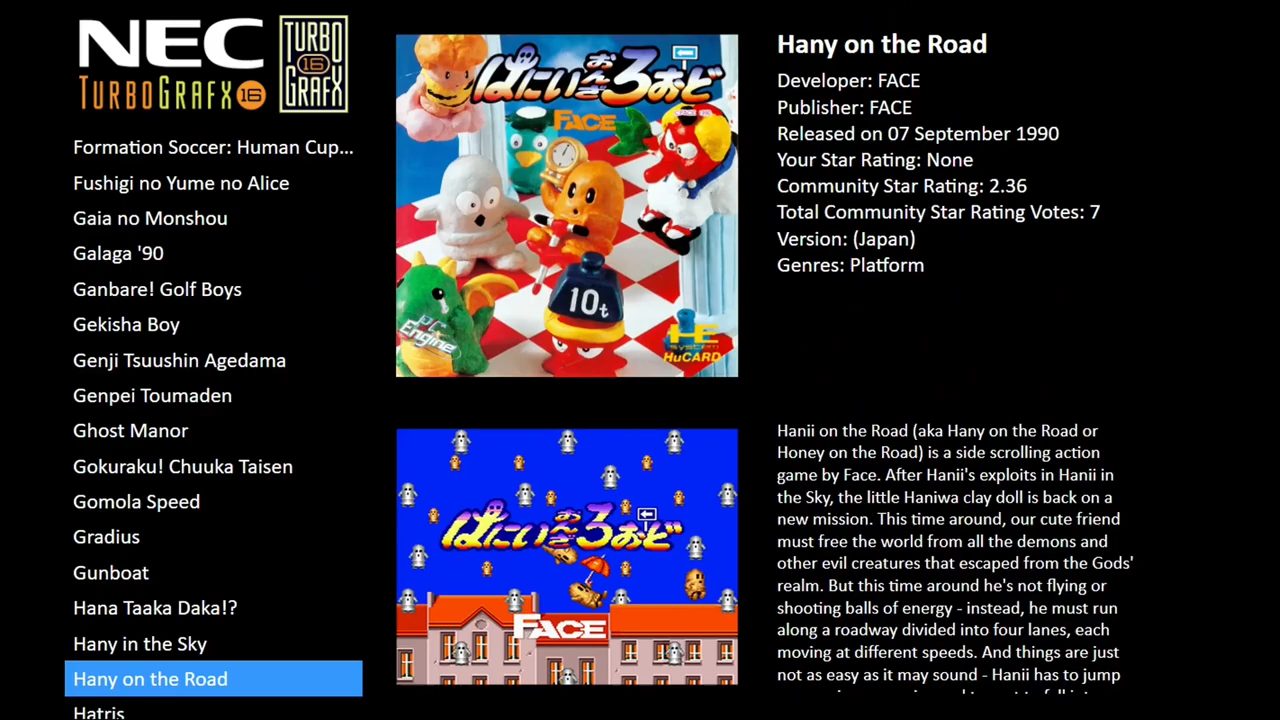 NEC
TURBOGRAFX 16
TURBO
16
GRAFX
Formation Soccer: Human Cup...
Fushigi no Yume no Alice
Gaia no Monshou
Galaga '90
Ganbare! Golf Boys
Gekisha Boy
Genji Tsuushin Agedama
Genpei Toumaden
Ghost Manor
Gokuraku! Chuuka Taisen
Gomola Speed
Gradius
Gunboat
Hana Taaka Daka!?
Hany in the Sky
Hany on the Road
Hatris
はにい おんざ ろおど
FACE
10t
PC Engine
HE
SYSTEM
HuCARD
はにい おんざ ろおど
FACE
Hany on the Road
Developer: FACE
Publisher: FACE
Released on 07 September 1990
Your Star Rating: None
Community Star Rating: 2.36
Total Community Star Rating Votes: 7
Version: (Japan)
Genres: Platform
Hanii on the Road (aka Hany on the Road or
Honey on the Road) is a side scrolling action
game by Face. After Hanii's exploits in Hanii in
the Sky, the little Haniwa clay doll is back on a
new mission. This time around, our cute friend
must free the world from all the demons and
other evil creatures that escaped from the Gods'
realm. But this time around he's not flying or
shooting balls of energy - instead, he must run
along a roadway divided into four lanes, each
moving at different speeds. And things are just
not as easy as it may sound - Hanii has to jump